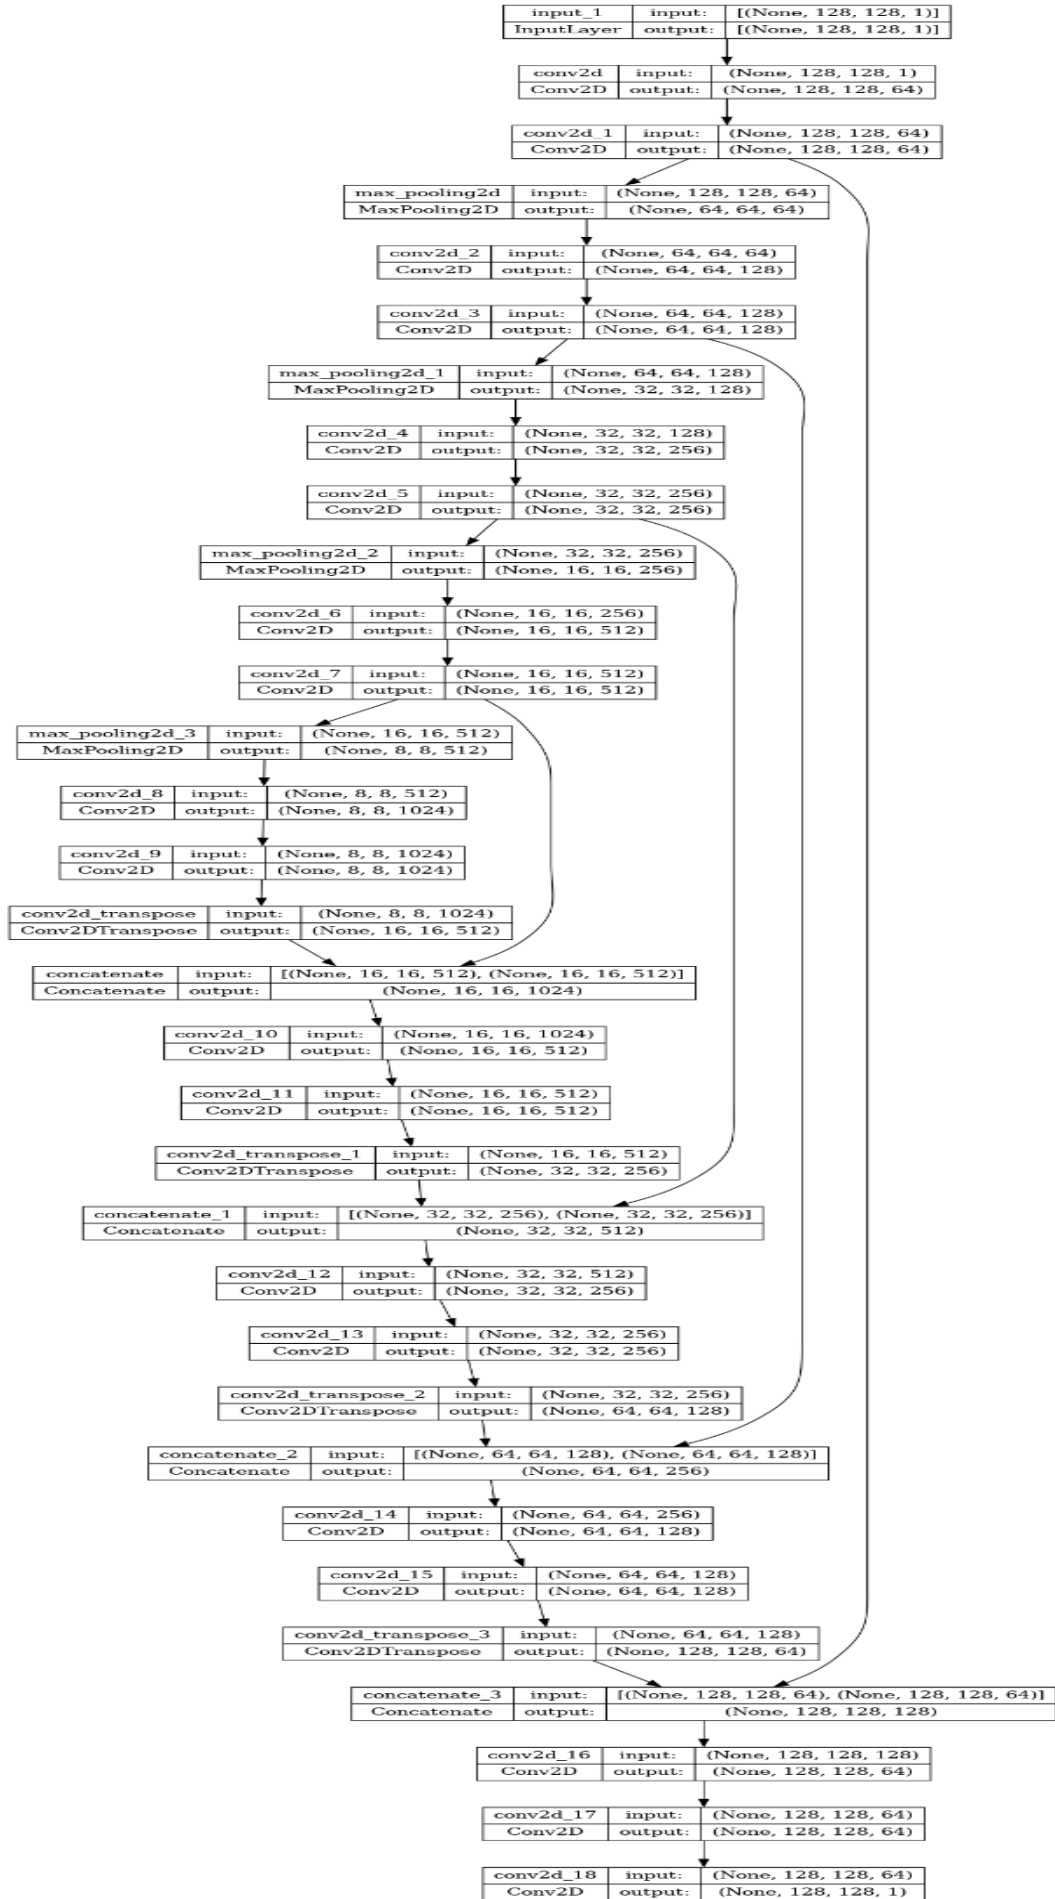 input_1 input: [(None, 128, 128, 1)]
InputLayer output: [(None, 128, 128, 1)]
conv2d input: (None, 128, 128, 1)
Conv2D output: (None, 128, 128, 64)
conv2d_1 input: (None, 128, 128, 64)
Conv2D output: (None, 128, 128, 64)
max_pooling2d input: (None, 128, 128, 64)
MaxPooling2D output: (None, 64, 64, 64)
conv2d_2 input: (None, 64, 64, 64)
Conv2D output: (None, 64, 64, 128)
conv2d_3 input: (None, 64, 64, 128)
Conv2D output: (None, 64, 64, 128)
max_pooling2d_1 input: (None, 64, 64, 128)
MaxPooling2D output: (None, 32, 32, 128)
conv2d_4 input: (None, 32, 32, 128)
Conv2D output: (None, 32, 32, 256)
conv2d_5 input: (None, 32, 32, 256)
Conv2D output: (None, 32, 32, 256)
max_pooling2d_2 input: (None, 32, 32, 256)
MaxPooling2D output: (None, 16, 16, 256)
conv2d_6 input: (None, 16, 16, 256)
Conv2D output: (None, 16, 16, 512)
conv2d_7 input: (None, 16, 16, 512)
Conv2D output: (None, 16, 16, 512)
max_pooling2d_3 input: (None, 16, 16, 512)
MaxPooling2D output: (None, 8, 8, 512)
conv2d_8 input: (None, 8, 8, 512)
Conv2D output: (None, 8, 8, 1024)
conv2d_9 input: (None, 8, 8, 1024)
Conv2D output: (None, 8, 8, 1024)
conv2d_transpose input: (None, 8, 8, 1024)
Conv2DTranspose output: (None, 16, 16, 512)
concatenate input: [(None, 16, 16, 512), (None, 16, 16, 512)]
Concatenate output: (None, 16, 16, 1024)
conv2d_10 input: (None, 16, 16, 1024)
Conv2D output: (None, 16, 16, 512)
conv2d_11 input: (None, 16, 16, 512)
Conv2D output: (None, 16, 16, 512)
conv2d_transpose_1 input: (None, 16, 16, 512)
Conv2DTranspose output: (None, 32, 32, 256)
concatenate_1 input: [(None, 32, 32, 256), (None, 32, 32, 256)]
Concatenate output: (None, 32, 32, 512)
conv2d_12 input: (None, 32, 32, 512)
Conv2D output: (None, 32, 32, 256)
conv2d_13 input: (None, 32, 32, 256)
Conv2D output: (None, 32, 32, 256)
conv2d_transpose_2 input: (None, 32, 32, 256)
Conv2DTranspose output: (None, 64, 64, 128)
concatenate_2 input: [(None, 64, 64, 128), (None, 64, 64, 128)]
Concatenate output: (None, 64, 64, 256)
conv2d_14 input: (None, 64, 64, 256)
Conv2D output: (None, 64, 64, 128)
conv2d_15 input: (None, 64, 64, 128)
Conv2D output: (None, 64, 64, 128)
conv2d_transpose_3 input: (None, 64, 64, 128)
Conv2DTranspose output: (None, 128, 128, 64)
concatenate_3 input: [(None, 128, 128, 64), (None, 128, 128, 64)]
Concatenate output: (None, 128, 128, 128)
conv2d_16 input: (None, 128, 128, 128)
Conv2D output: (None, 128, 128, 64)
conv2d_17 input: (None, 128, 128, 64)
Conv2D output: (None, 128, 128, 64)
conv2d_18 input: (None, 128, 128, 64)
Conv2D output: (None, 128, 128, 1)